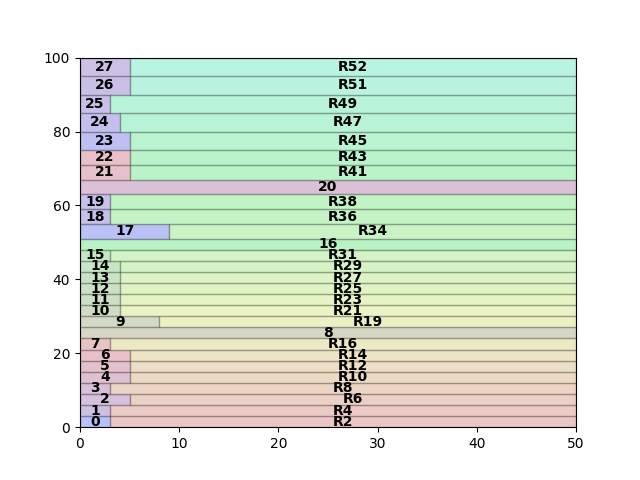 100
27 R52
26 R51
25 R49
24 R47
80
23 R45
22 R43
21 R41
20
19 R38
60
18 R36
17 R34
16
15 R31
14 R29
40
13 R27
12 R25
11 R23
10 R21
9 R19
8
7 R16
20
6 R14
5 R12
4 R10
3 R8
2 R6
1 R4
0 R2
0
0 10 20 30 40 50